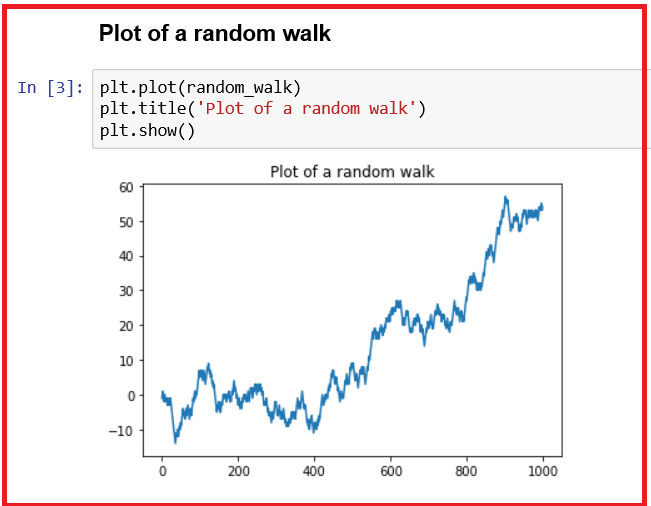 Plot of a random walk
In [3]: plt.plot(random_walk)
plt.title('Plot of a random walk')
plt.show()
Plot of a random walk
60
50
40
30
20
10
0
−10
0 200 400 600 800 1000